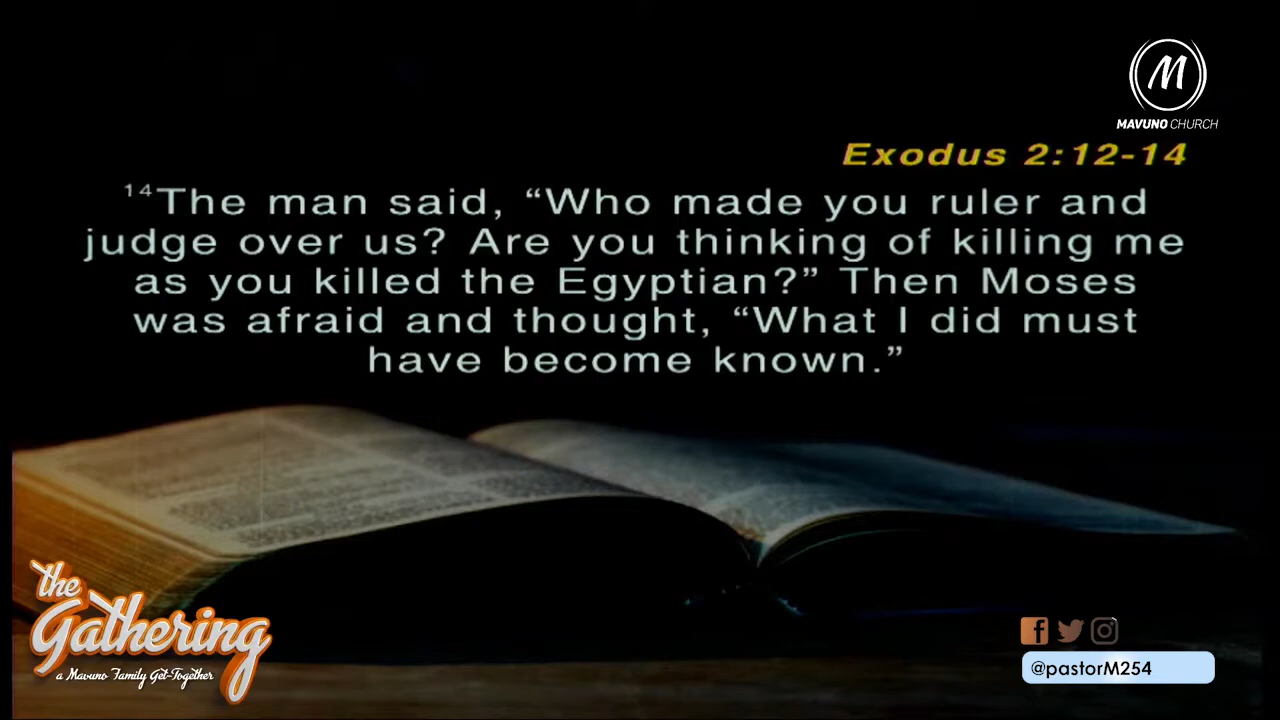 M
MAVUNO CHURCH
Exodus 2:12-14
14The man said, “Who made you ruler and
judge over us? Are you thinking of killing me
as you killed the Egyptian?” Then Moses
was afraid and thought, “What I did must
have become known.”
the
Gathering
a Mavuno Family Get-Together
@pastorM254